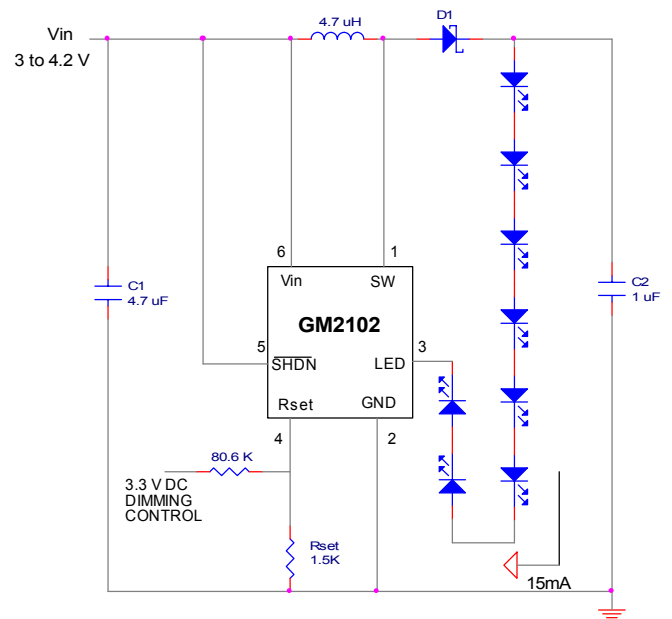 4.7 uH
D1
Vin
3 to 4.2 V
6
1
Vin
SW
C1
4.7 uF
C2
1 uF
GM2102
5
3
SHDN
LED
Rset
GND
4
2
80.6 K
3.3 V DC
DIMMING
CONTROL
Rset
1.5K
15mA